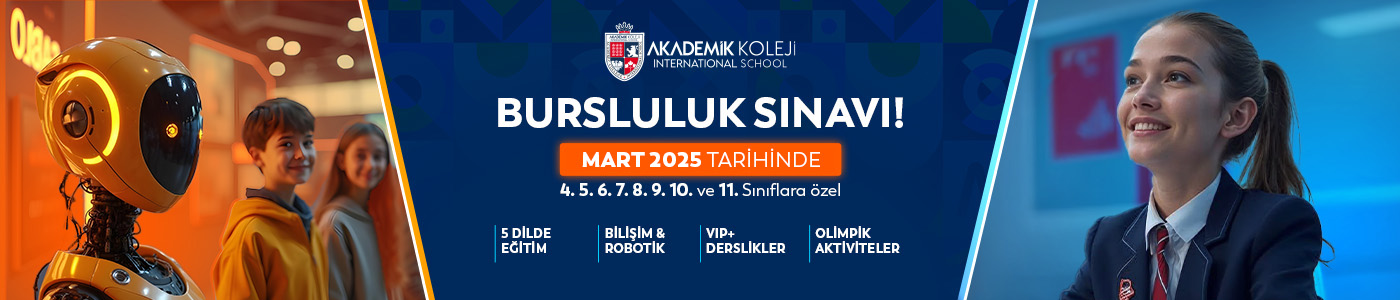 AKADEMİK KOLEJİ
INTERNATIONAL SCHOOL
BURSLULUK SINAVI!
MART 2025 TARİHİNDE
4. 5. 6. 7. 8. 9. 10. ve 11. Sınıflara özel
5 DİLDE
EĞİTİM
BİLİŞİM &
ROBOTİK
VIP+
DERSLİKLER
OLİMPİK
AKTİVİTELER